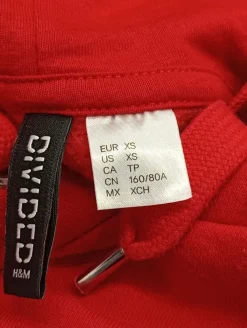 DIVIDED
H&M
EUR XS
US XS
CA TP
CN 160/80A
MX XCH